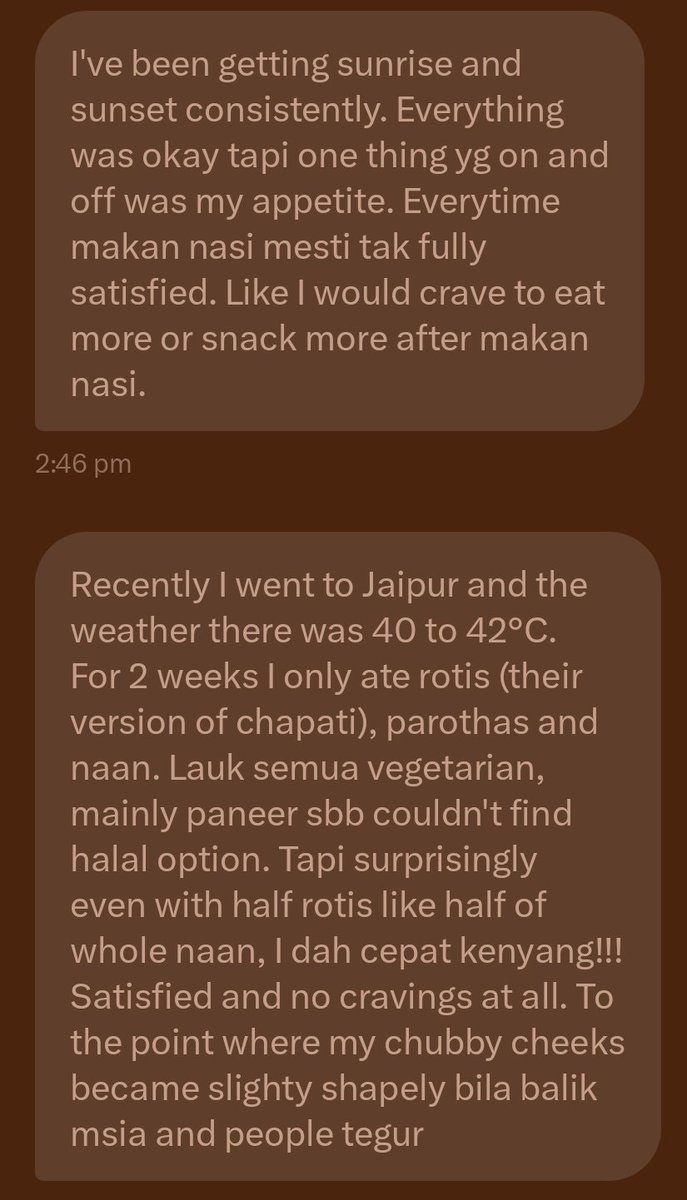 I've been getting sunrise and
sunset consistently. Everything
was okay tapi one thing yg on and
off was my appetite. Everytime
makan nasi mesti tak fully
satisfied. Like I would crave to eat
more or snack more after makan
nasi.
2:46 pm
Recently I went to Jaipur and the
weather there was 40 to 42°C.
For 2 weeks I only ate rotis (their
version of chapati), parothas and
naan. Lauk semua vegetarian,
mainly paneer sbb couldn't find
halal option. Tapi surprisingly
even with half rotis like half of
whole naan, I dah cepat kenyang!!!
Satisfied and no cravings at all. To
the point where my chubby cheeks
became slighty shapely bila balik
msia and people tegur